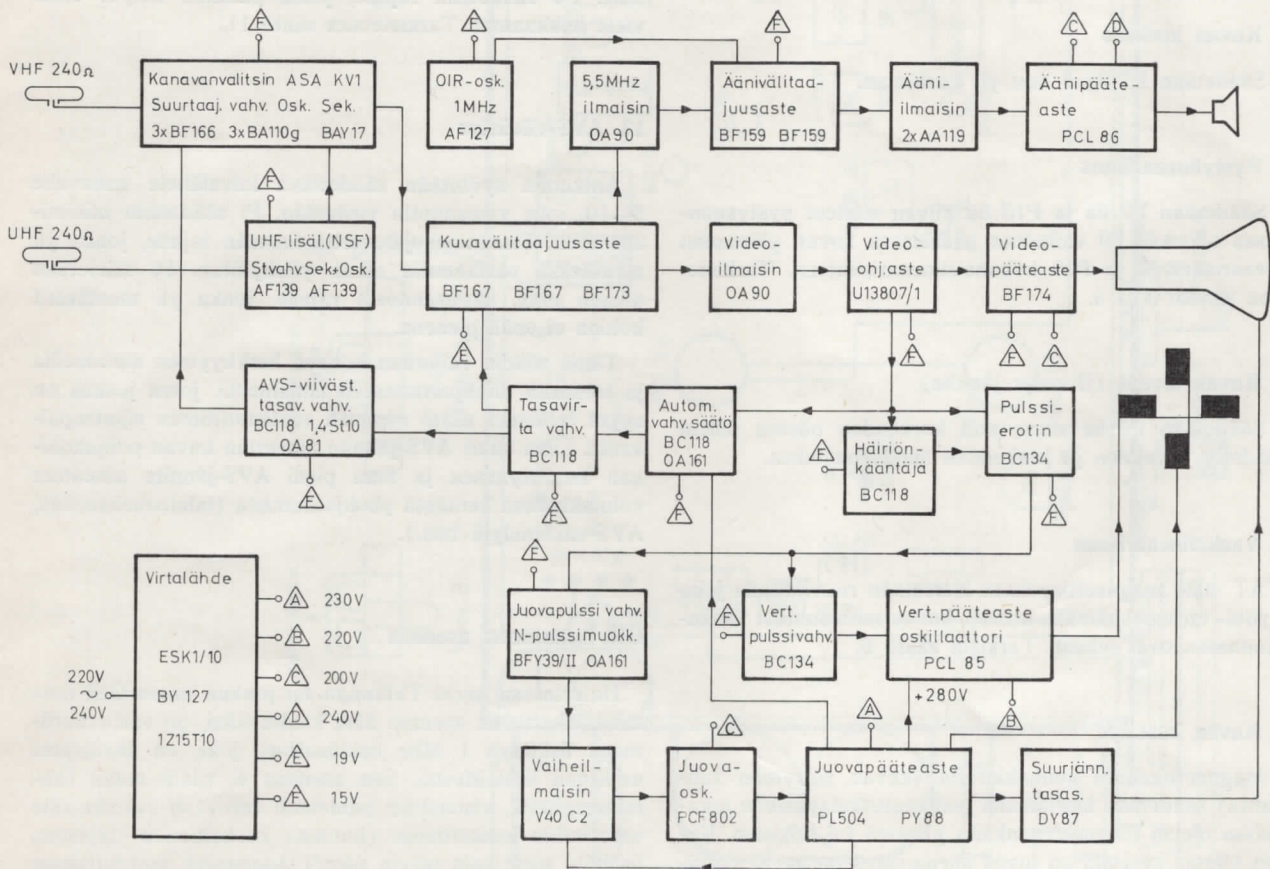 VHF 240Ω
UHF 240Ω
F
Kanavanvalitsin ASA KV1
Suurtaaj. vahv. Osk. Sek.
3xBF166 3xBA110g BAY17
F
OIR-osk.
1MHz
AF127
5,5MHz
ilmaisin
OA90
F
Äänivälitaa-
juusaste
BF159 BF159
Ääni-
ilmaisin
2xAA119
C
D
Äänipääte-
aste
PCL 86
F
UHF-lisäl.(NSF)
St.vahv.Sek+Osk.
AF139 AF139
Kuvavälitaajuusaste
BF167 BF167 BF173
F
Video-
ilmaisin
OA90
Video-
ohj.aste
U13807/1
F
Video-
pääteaste
BF174
F
C
AVS-viiväst.
tasav. vahv.
BC118 1,4St10
OA81
E
Tasavir-
ta vahv.
BC118
E
Autom.
vahv.säätö
BC118
OA161
F
Häiriön-
kääntäjä
BC118
E
Pulssi-
erotin
BC134
F
Virtalähde
ESK1/10
BY 127
1Z15T10
220V
240V
A 230V
B 220V
C 200V
D 240V
E 19V
F 15V
F
Juovapulssi vahv.
N-pulssimuokk.
BFY39/II OA161
F
Vert.
pulssivahv.
BC134
Vert. pääteaste
oskillaattori
PCL 85
+280V
B
Vaiheil-
maisin
V40 C2
C
Juova-
osk.
PCF802
A
Juovapääteaste
PL504 PY88
Suurjänn.
tasas.
DY87